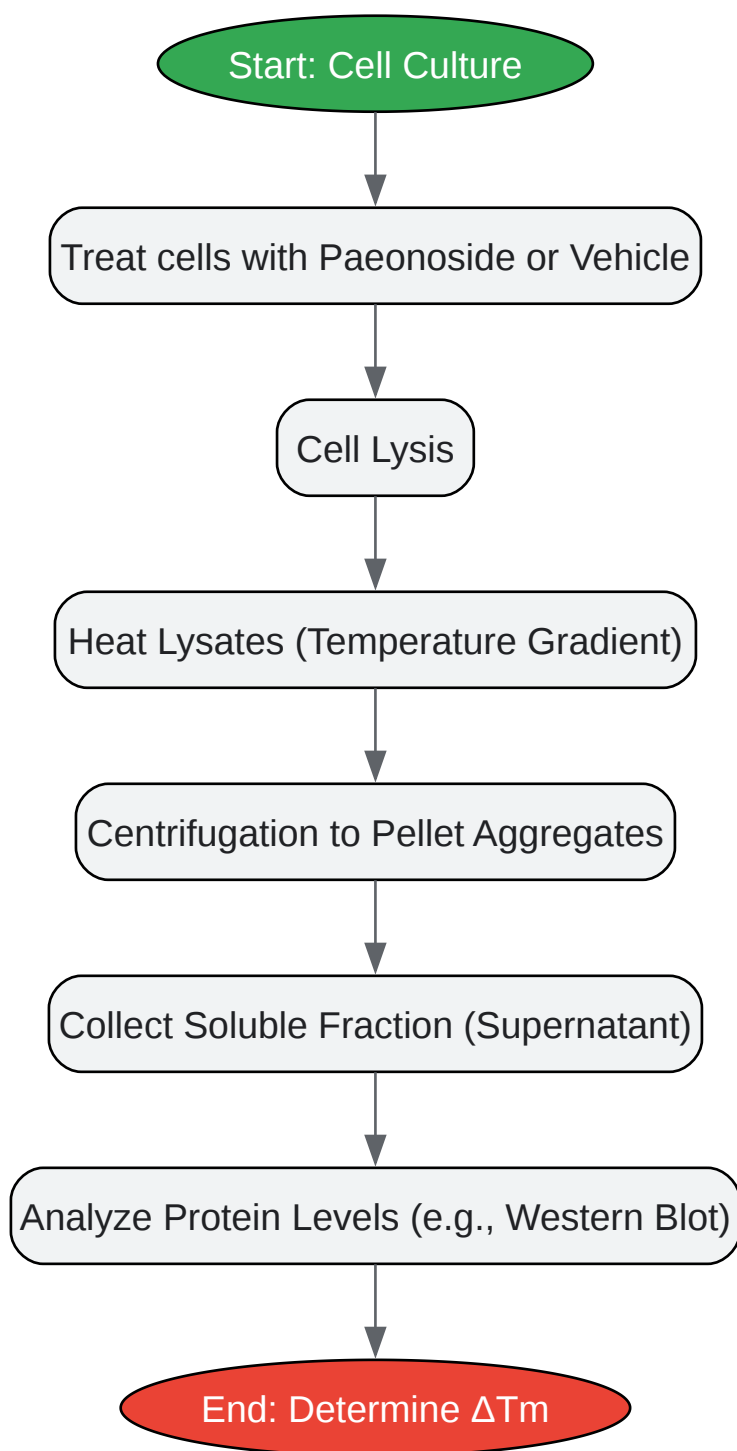 Start: Cell Culture
Treat cells with Paeonoside or Vehicle
Cell Lysis
Heat Lysates (Temperature Gradient)
Centrifugation to Pellet Aggregates
Collect Soluble Fraction (Supernatant)
Analyze Protein Levels (e.g., Western Blot)
End: Determine ΔTm